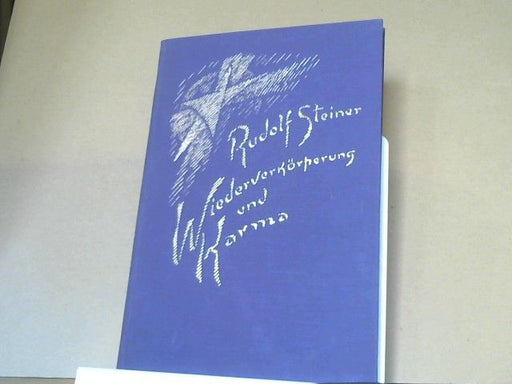 Rudolf Steiner
Wiederverkörperung
und
Karma